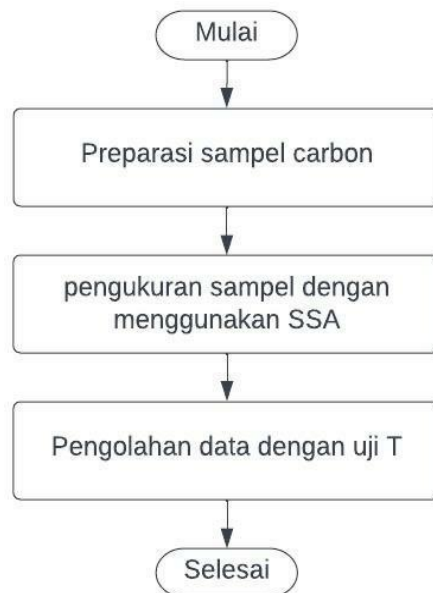 Mulai
Preparasi sampel carbon
pengukuran sampel dengan
menggunakan SSA
Pengolahan data dengan uji T
Selesai